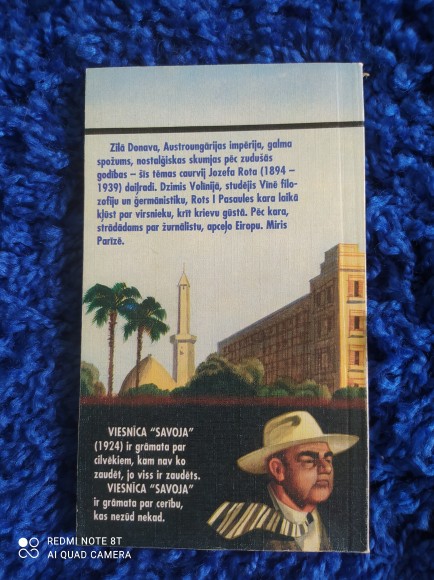 Zilā Donava, Austroungārijas impērija, galma
spožums, nostalģiskas skumjas pēc zudušās
godības – šīs tēmas caurvij Jozefa Rota (1894 –
1939) daiļradi. Dzimis Volīnijā, studējis Vīnē filo-
zofiju un ģermānistiku, Rots I Pasaules kara laikā
kļūst par virsnieku, krīt krievu gūstā. Pēc kara,
strādādams par žurnālistu, apceļo Eiropu. Miris
Parīzē.
VIESNĪCA "SAVOJA"
(1924) ir grāmata par
cilvēkiem, kam nav ko
zaudēt, jo viss ir zaudēts.
VIESNĪCA "SAVOJA"
ir grāmata par cerību,
kas nezūd nekad.
REDMI NOTE 8T
AI QUAD CAMERA